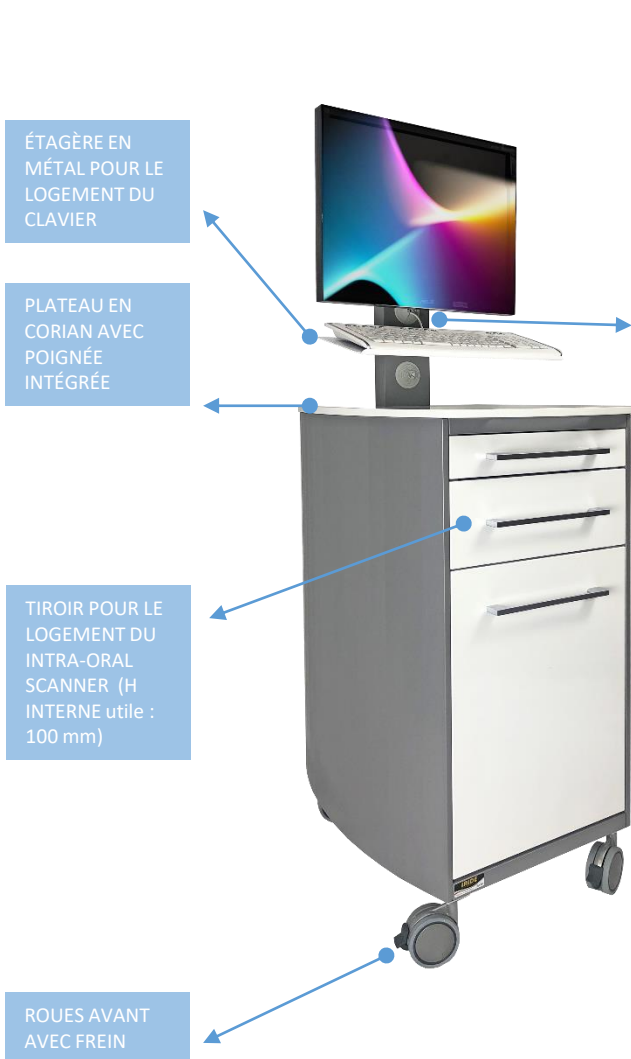 ÉTAGÈRE EN
MÉTAL POUR LE
LOGEMENT DU
CLAVIER
PLATEAU EN
CORIAN AVEC
POIGNÉE
INTÉGRÉE
TIROIR POUR LE
LOGEMENT DU
INTRA-ORAL
SCANNER (H
INTERNE utile :
100 mm)
ROUES AVANT
AVEC FREIN